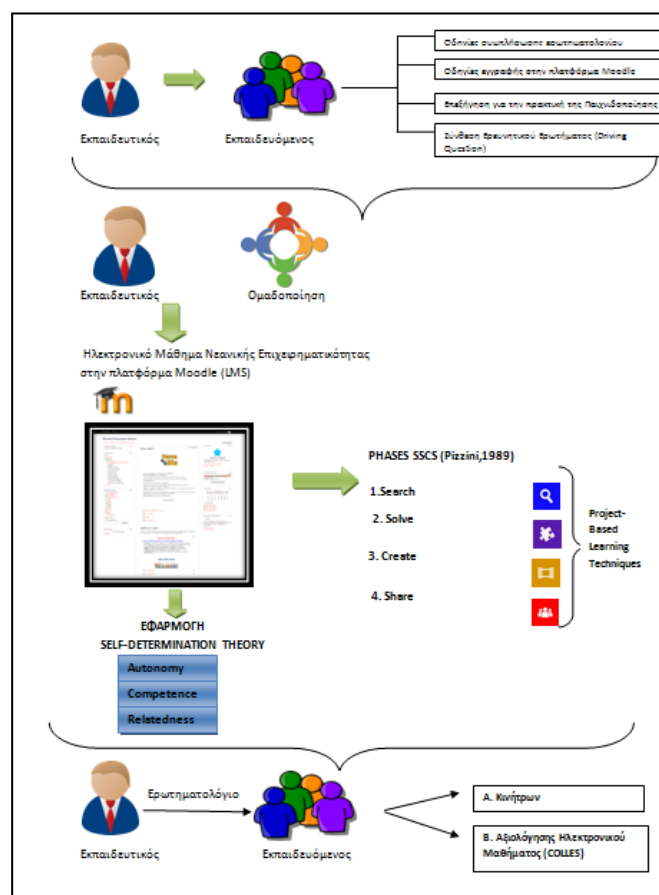 Οδηγίες συμπλήρωσης ερωτηματολογίου
Οδηγίες εγγραφής στην πλατφόρμα Moodle
Επεξήγηση για την πρακτική της Παιχνιδοποίησης
Σύνθεση Ερευνητικού Ερωτήματος (Driving
Question)
Εκπαιδευτικός
Εκπαιδευόμενος
Εκπαιδευτικός
Ομαδοποίηση
Ηλεκτρονικό Μάθημα Νεανικής Επιχειρηματικότητας
στην πλατφόρμα Moodle (LMS)
m
PHASES SSCS (Pizzini,1989)
1.Search
2. Solve
3. Create
4. Share
Project-
Based
Learning
Techniques
ΕΦΑΡΜΟΓΗ
SELF-DETERMINATION THEORY
Autonomy
Competence
Relatedness
Ερωτηματολόγιο
Εκπαιδευτικός
Εκπαιδευόμενος
Α. Κινήτρων
Β. Αξιολόγησης Ηλεκτρονικού
Μαθήματος (COLLES)